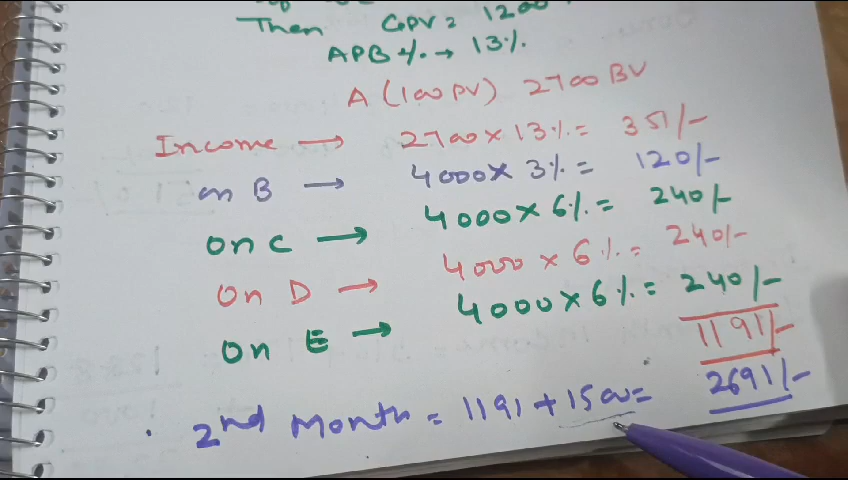 Then GPV = 1200
APB % → 13%
A (100 PV) 2700 BV
Income → 2700 x 13% = 351/-
on B → 4000 x 3% = 120/-
on C → 4000 x 6% = 240/-
On D → 4000 x 6% = 240/-
On E → 4000 x 6% = 240/-
1191/-
2nd Month = 1191 + 1500 = 2691/-